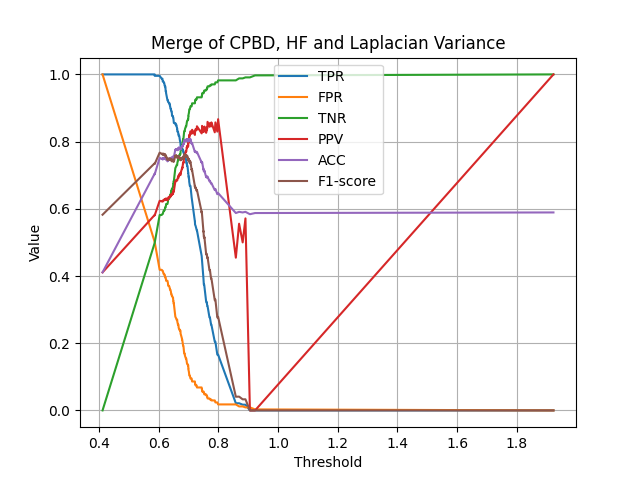 Merge of CPBD, HF and Laplacian Variance
1.0
0.8
0.6
0.4
0.2
0.0
Value
TPR
FPR
TNR
PPV
ACC
F1-score
0.4 0.6 0.8 1.0 1.2 1.4 1.6 1.8
Threshold